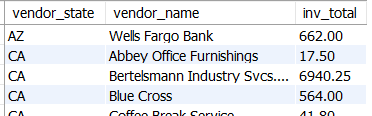 vendor_state vendor_name inv_total
AZ Wells Fargo Bank 662.00
CA Abbey Office Furnishings 17.50
CA Bertelsmann Industry Svcs.... 6940.25
CA Blue Cross 564.00
CA Coffee Break Service 41.80